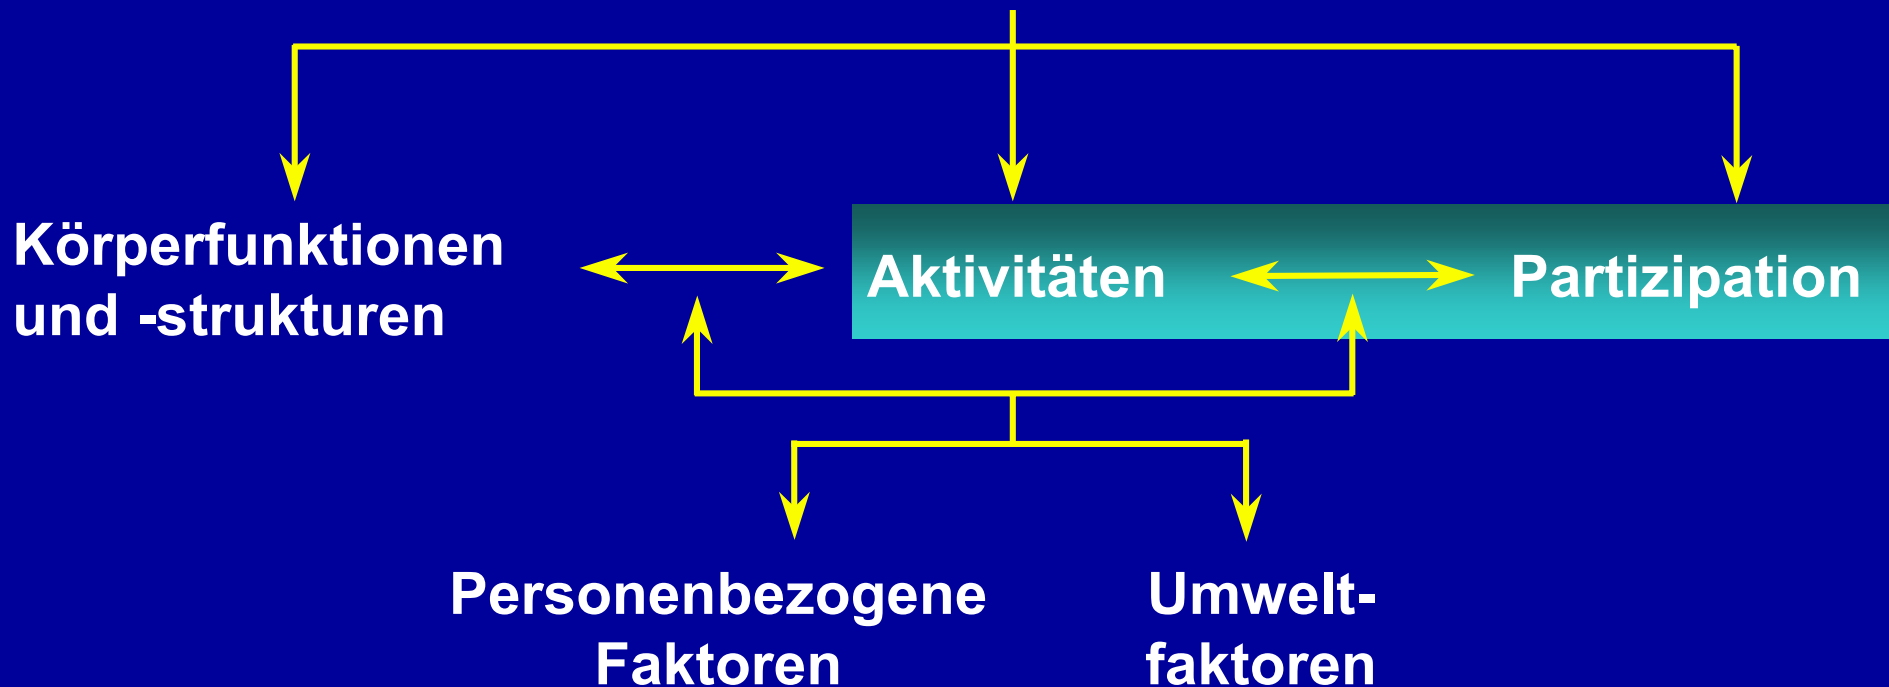 Körperfunktionen
und -strukturen
Aktivitäten
Partizipation
Personenbezogene
Faktoren
Umwelt-
faktoren